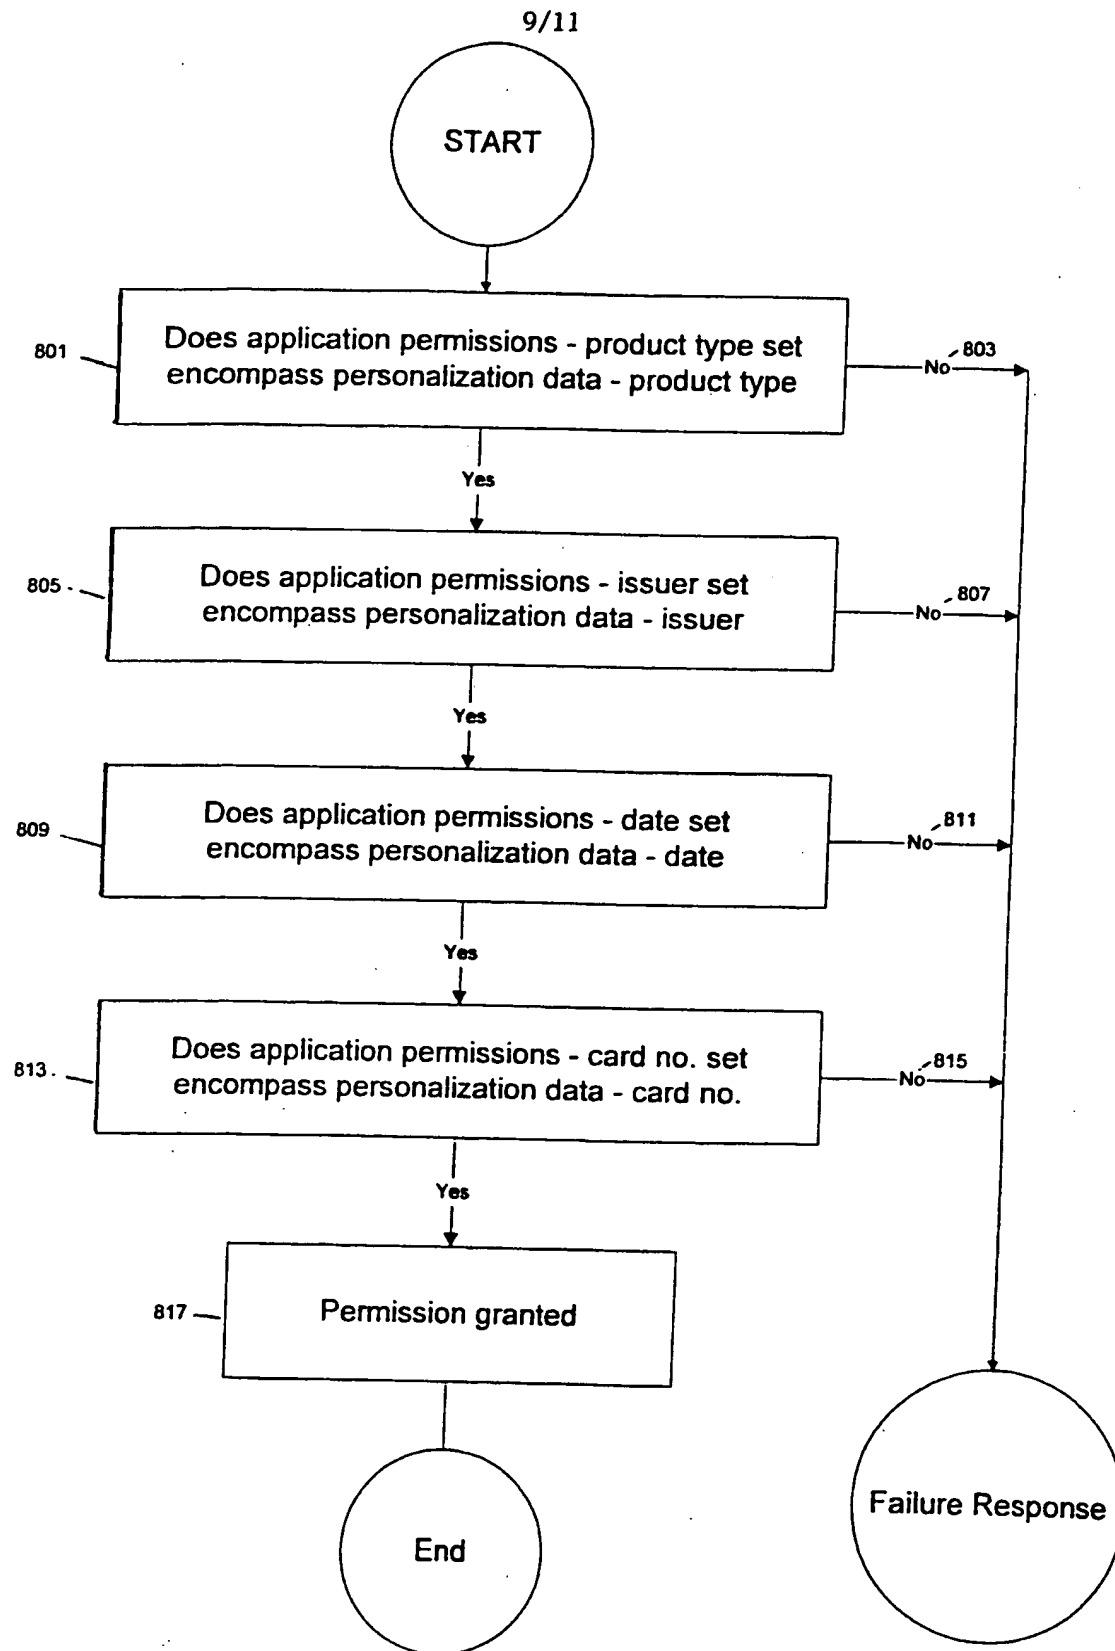 9/11
START
801
Does application permissions - product type set
encompass personalization data - product type
No
803
Yes
805
Does application permissions - issuer set
encompass personalization data - issuer
No
807
Yes
809
Does application permissions - date set
encompass personalization data - date
No
811
Yes
813
Does application permissions - card no. set
encompass personalization data - card no.
No
815
Yes
817
Permission granted
End
Failure Response